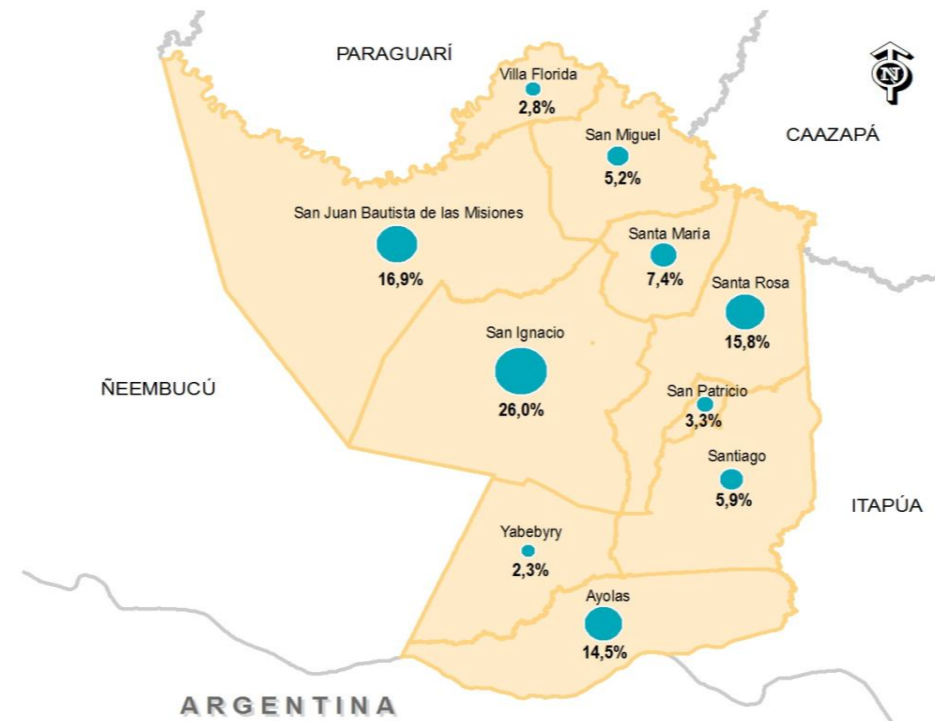 PARAGUARÍ
Villa Florida
2,8%
N
San Miguel
5,2%
CAAZAPÁ
San Juan Bautista de las Misiones
16,9%
Santa Maria
7,4%
Santa Rosa
15,8%
San Ignacio
26,0%
ÑEEMBUCÚ
San Patricio
3,3%
Santiago
5,9%
ITAPÚA
Yabebyry
2,3%
Ayolas
14,5%
ARGENTINA